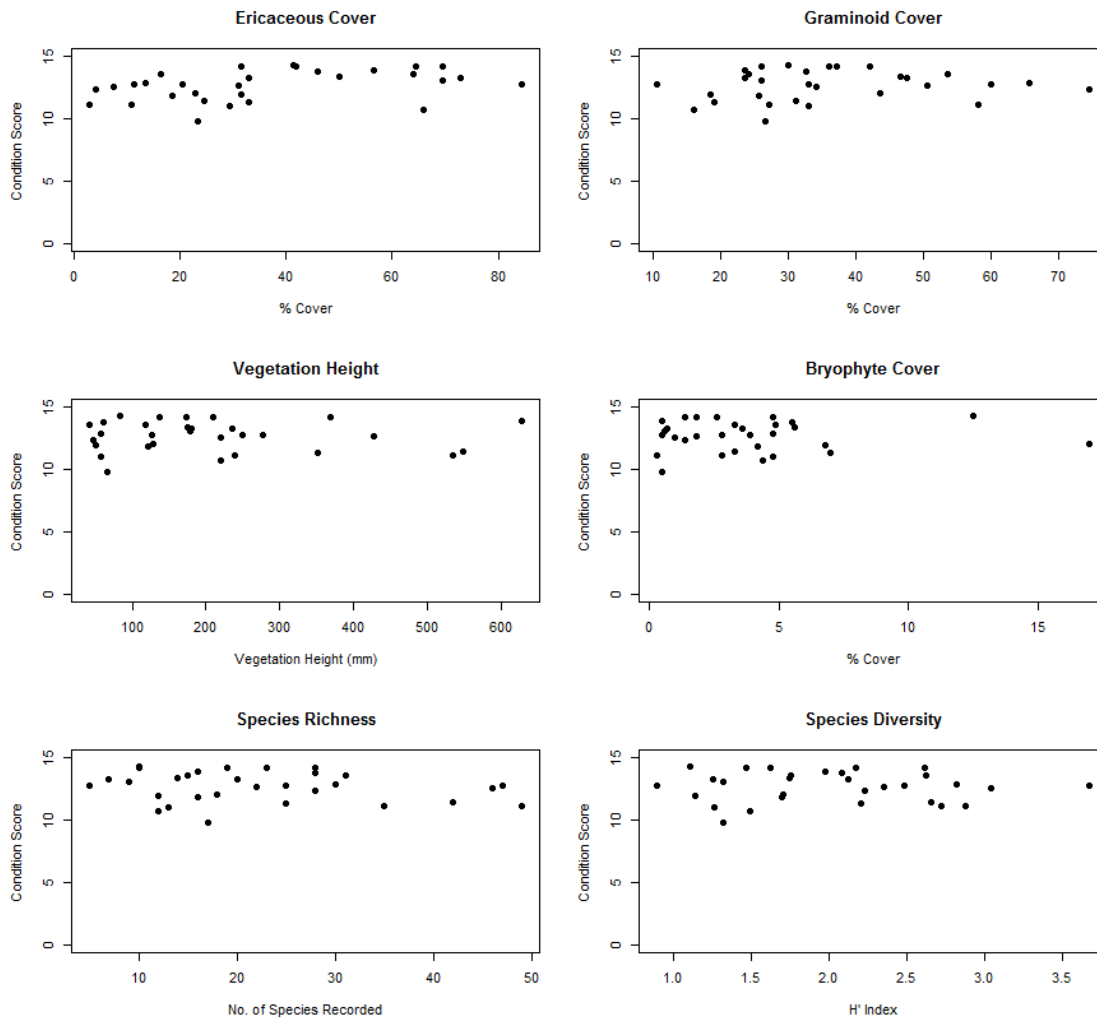 Ericaceous Cover
Condition Score
15
10
5
0
0 20 40 60 80
% Cover
Graminoid Cover
Condition Score
15
10
5
0
10 20 30 40 50 60 70
% Cover
Vegetation Height
Condition Score
15
10
5
0
100 200 300 400 500 600
Vegetation Height (mm)
Bryophyte Cover
Condition Score
15
10
5
0
0 5 10 15
% Cover
Species Richness
Condition Score
15
10
5
0
10 20 30 40 50
No. of Species Recorded
Species Diversity
Condition Score
15
10
5
0
1.0 1.5 2.0 2.5 3.0 3.5
H' Index